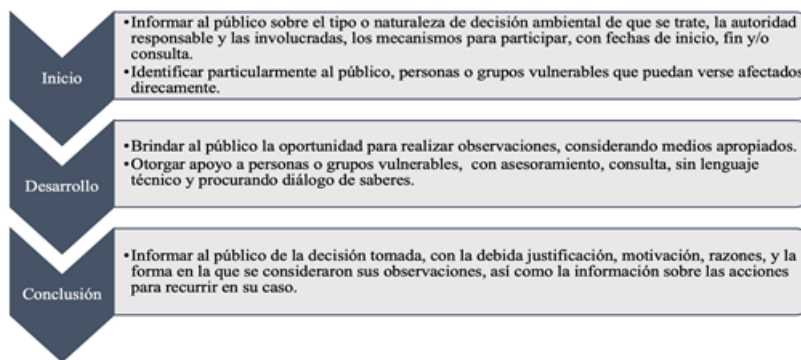 Inicio
•Informar al público sobre el tipo o naturaleza de decisión ambiental de que se trate, la autoridad
responsable y las involucradas, los mecanismos para participar, con fechas de inicio, fin y/o
consulta.
•Identificar particularmente al público, personas o grupos vulnerables que puedan verse afectados
direcamente.
Desarrollo
•Brindar al público la oportunidad para realizar observaciones, considerando medios apropiados.
•Otorgar apoyo a personas o grupos vulnerables, con asesoramiento, consulta, sin lenguaje
técnico y procurando diálogo de saberes.
Conclusión
•Informar al público de la decisión tomada, con la debida justificación, motivación, razones, y la
forma en la que se consideraron sus observaciones, así como la información sobre las acciones
para recurrir en su caso.